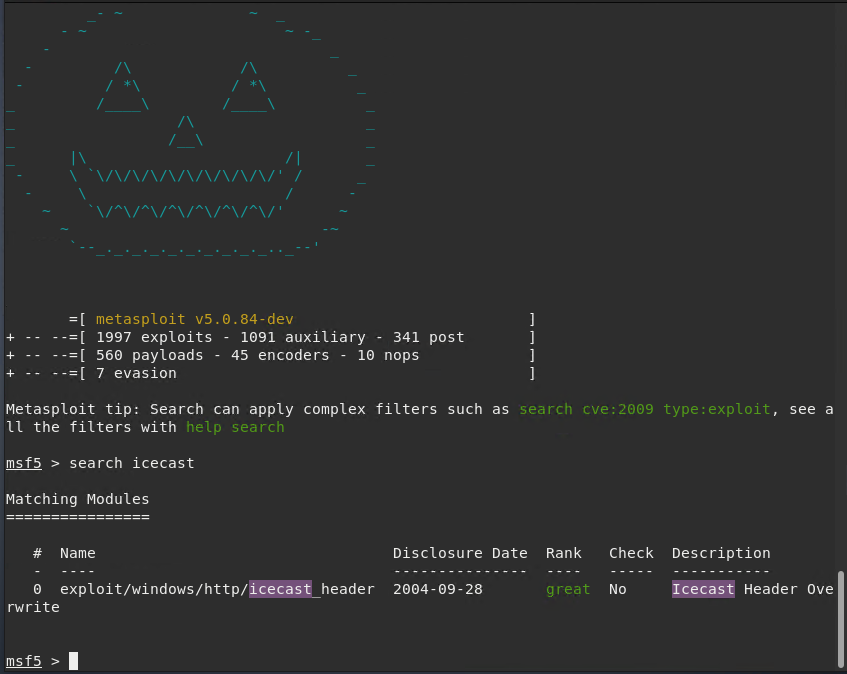 =[ metasploit v5.0.84-dev ]
+ -- --=[ 1997 exploits - 1091 auxiliary - 341 post ]
+ -- --=[ 560 payloads - 45 encoders - 10 nops ]
+ -- --=[ 7 evasion ]
Metasploit tip: Search can apply complex filters such as search cve:2009 type:exploit, see a
ll the filters with help search
msf5 > search icecast
Matching Modules
================
# Name Disclosure Date Rank Check Description
- ---- --------------- ---- ----- -----------
0 exploit/windows/http/icecast_header 2004-09-28 great No Icecast Header Ove
rwrite
msf5 >